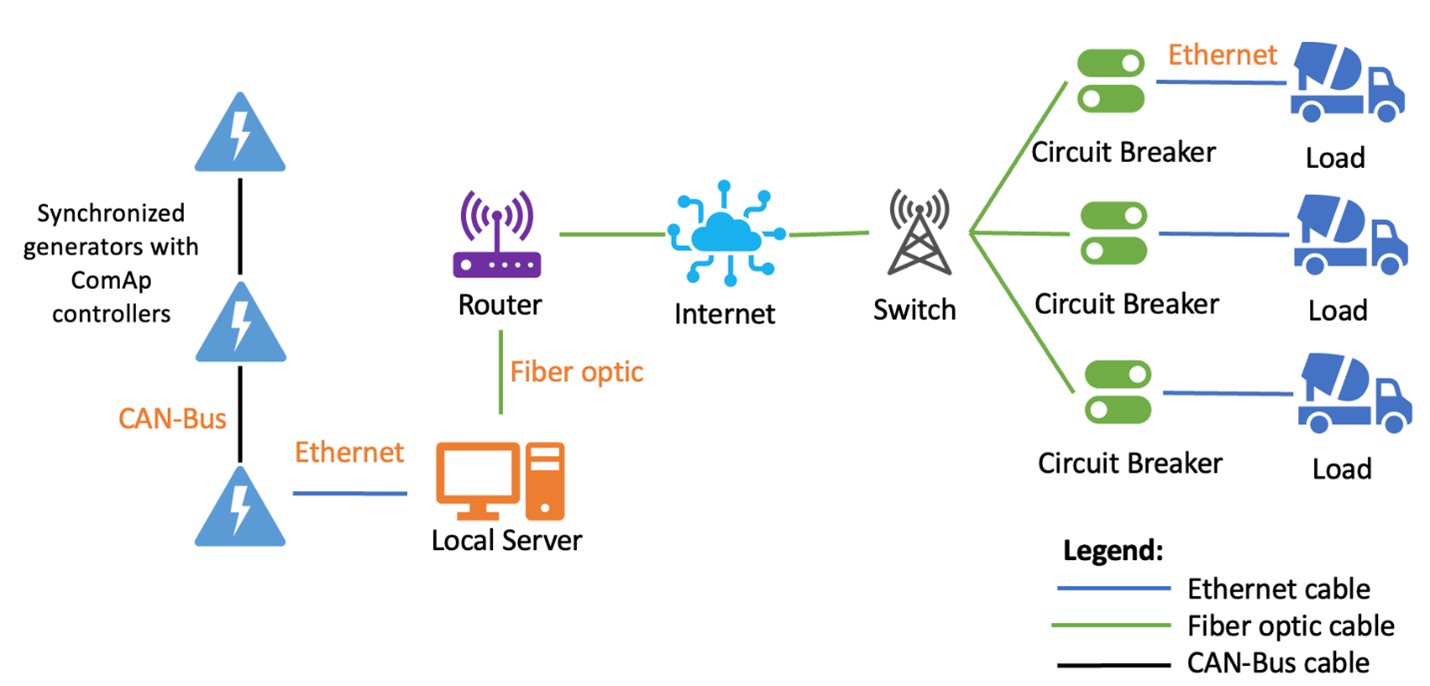 Synchronized
generators with
ComAp
controllers
CAN-Bus
Ethernet
Local Server
Fiber optic
Router
Internet
Switch
Circuit Breaker
Ethernet
Load
Circuit Breaker
Load
Circuit Breaker
Load
Legend:
Ethernet cable
Fiber optic cable
CAN-Bus cable